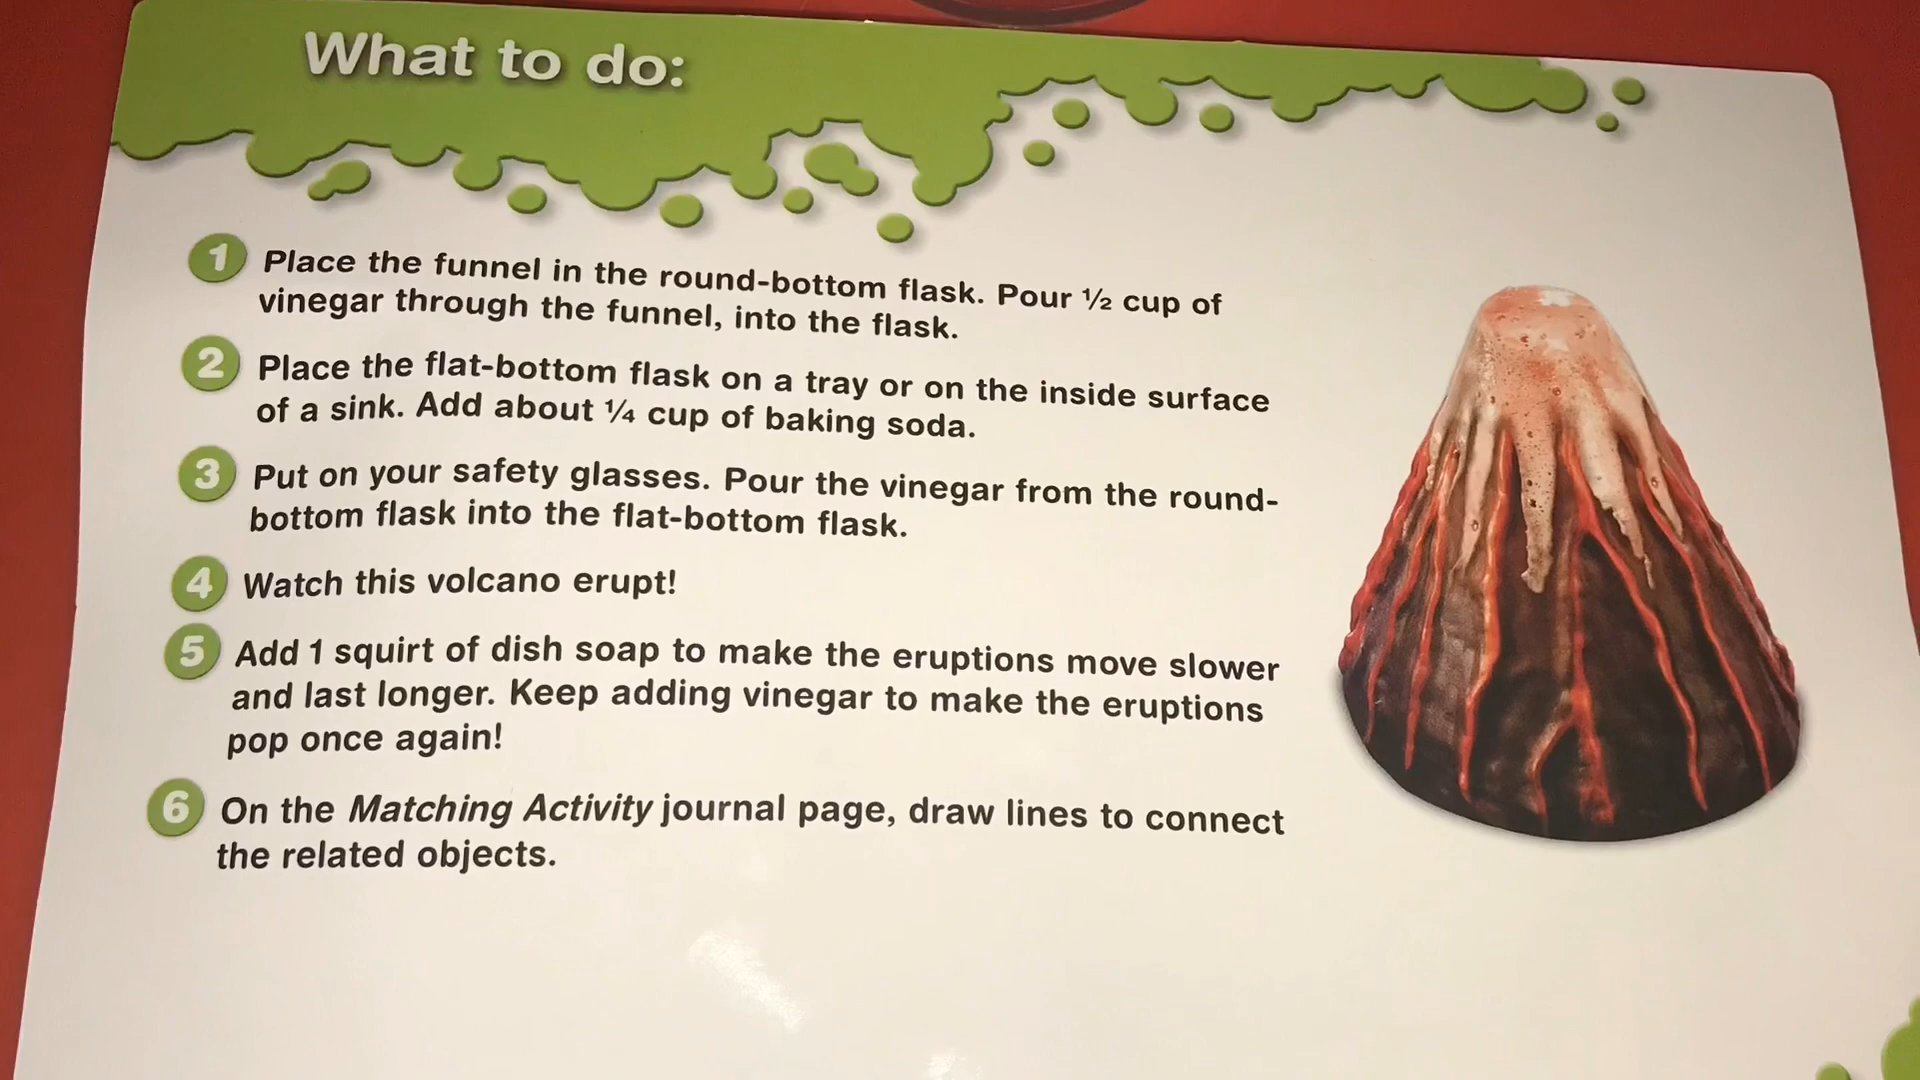 What to do:
1 Place the funnel in the round-bottom flask. Pour ½ cup of
vinegar through the funnel, into the flask.
2 Place the flat-bottom flask on a tray or on the inside surface
of a sink. Add about ¼ cup of baking soda.
3 Put on your safety glasses. Pour the vinegar from the round-
bottom flask into the flat-bottom flask.
4 Watch this volcano erupt!
5 Add 1 squirt of dish soap to make the eruptions move slower
and last longer. Keep adding vinegar to make the eruptions
pop once again!
6 On the Matching Activity journal page, draw lines to connect
the related objects.